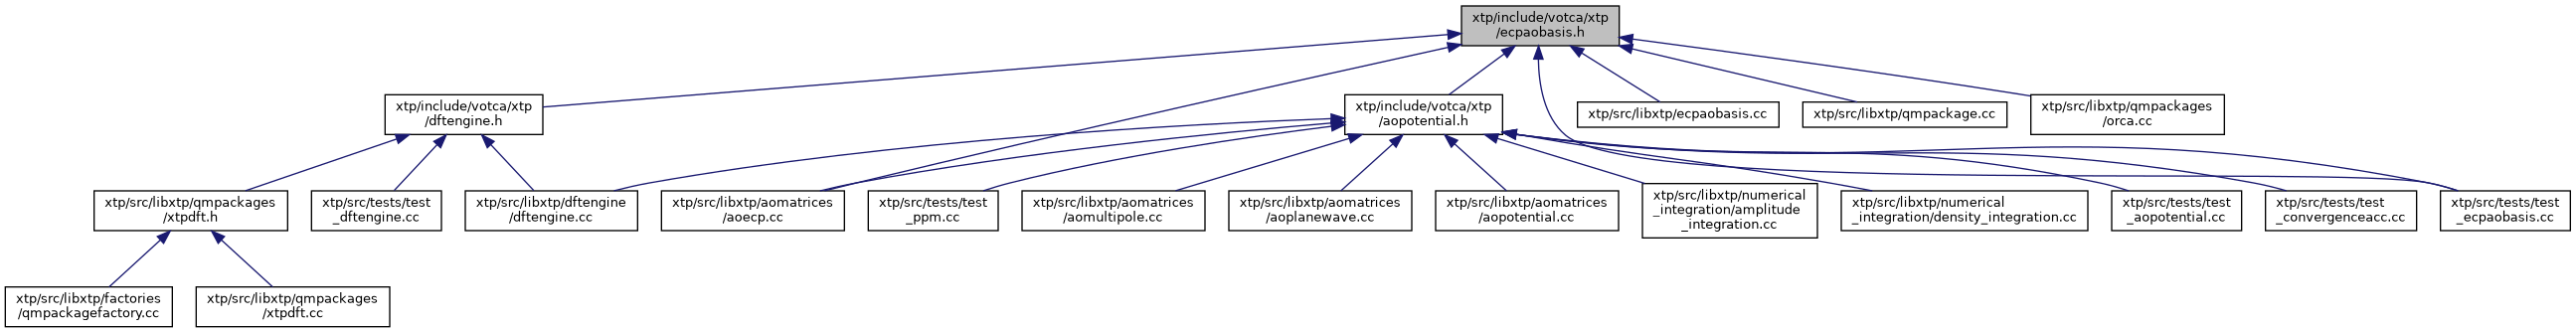 xtp/include/votca/xtp
/ecpaobasis.h
xtp/include/votca/xtp
/dftengine.h
xtp/include/votca/xtp
/aopotential.h
xtp/src/libxtp/ecpaobasis.cc
xtp/src/libxtp/qmpackage.cc
xtp/src/libxtp/qmpackages
/orca.cc
xtp/src/libxtp/qmpackages
/xtpdft.h
xtp/src/tests/test
_dftengine.cc
xtp/src/libxtp/dftengine
/dftengine.cc
xtp/src/libxtp/aomatrices
/aoecp.cc
xtp/src/tests/test
_ppm.cc
xtp/src/libxtp/aomatrices
/aomultipole.cc
xtp/src/libxtp/aomatrices
/aoplanewave.cc
xtp/src/libxtp/aomatrices
/aopotential.cc
xtp/src/libxtp/numerical
_integration/amplitude
_integration.cc
xtp/src/libxtp/numerical
_integration/density_integration.cc
xtp/src/tests/test
_aopotential.cc
xtp/src/tests/test
_convergenceacc.cc
xtp/src/tests/test
_ecpaobasis.cc
xtp/src/libxtp/factories
/qmpackagefactory.cc
xtp/src/libxtp/qmpackages
/xtpdft.cc